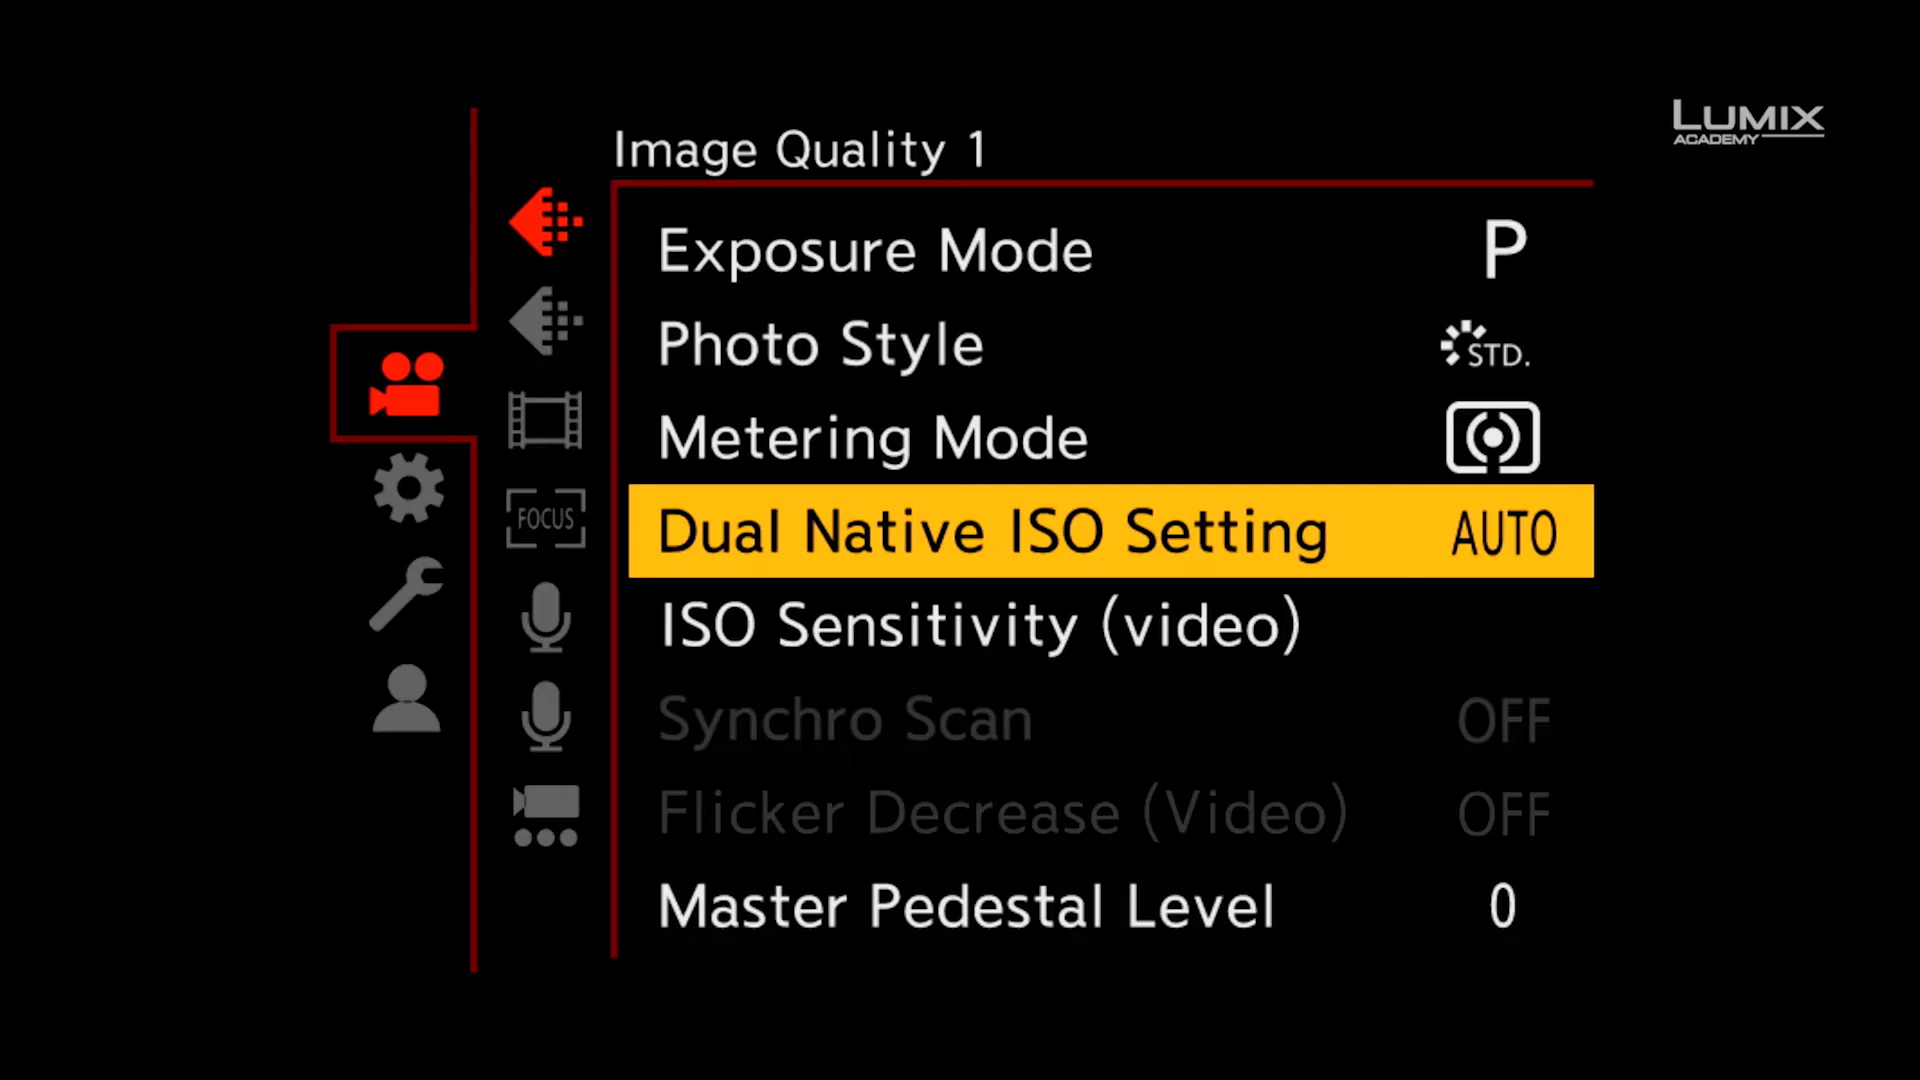 LUMIX
ACADEMY
Image Quality 1
Exposure Mode P
Photo Style STD.
Metering Mode
Dual Native ISO Setting AUTO
FOCUS
ISO Sensitivity (video)
Synchro Scan OFF
Flicker Decrease (Video) OFF
Master Pedestal Level 0